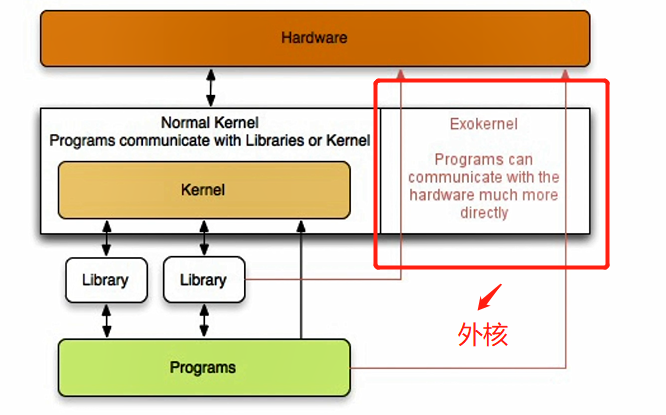 Hardware
Normal Kernel
Programs communicate with Libraries or Kernel
Kernel
Exokernel
Programs can
communicate with the
hardware much more
directly
Library
Library
外核
Programs